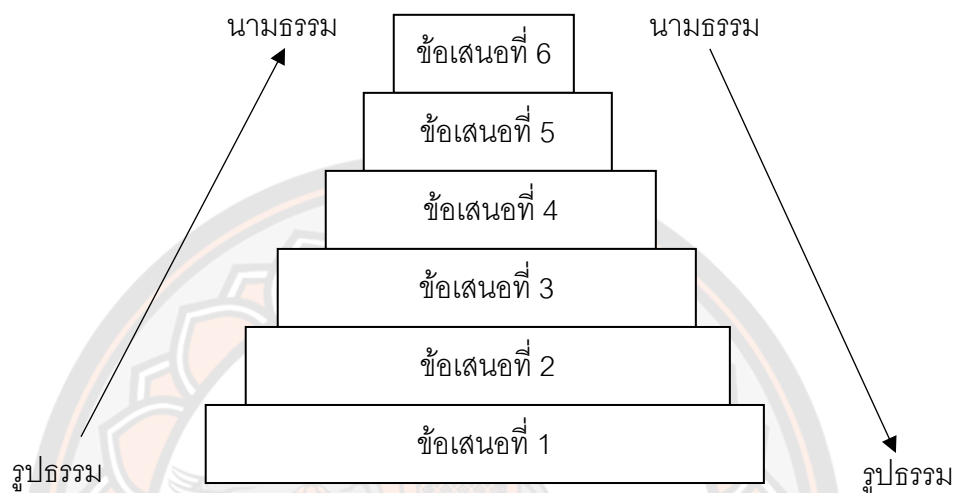 นามธรรม นามธรรม
ข้อเสนอที่ 6
ข้อเสนอที่ 5
ข้อเสนอที่ 4
ข้อเสนอที่ 3
ข้อเสนอที่ 2
ข้อเสนอที่ 1
รูปธรรม รูปธรรม